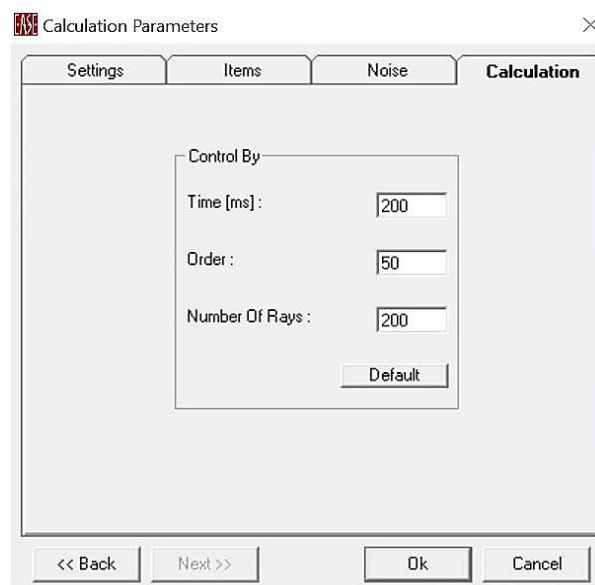 EASE Calculation Parameters
Settings Items Noise Calculation
Control By
Time [ms] : 200
Order : 50
Number Of Rays : 200
Default
<< Back Next >> Ok Cancel